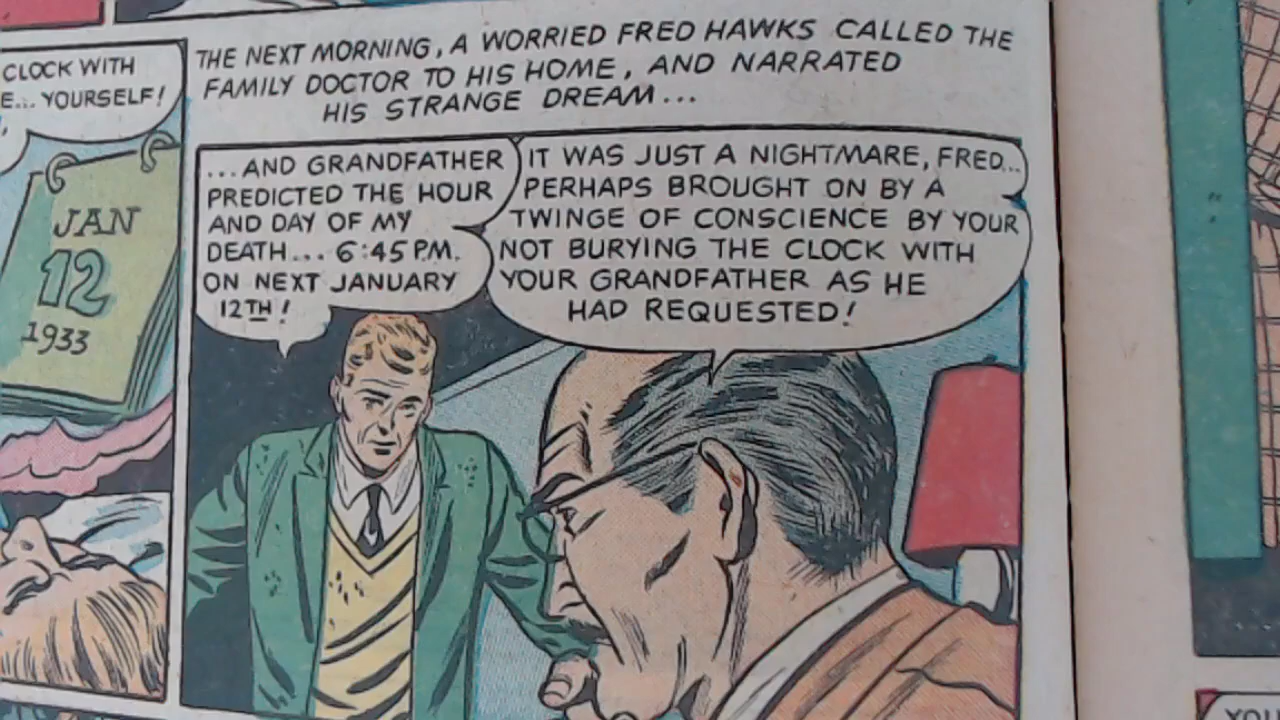 CLOCK WITH
E... YOURSELF!
JAN
12
1933
THE NEXT MORNING, A WORRIED FRED HAWKS CALLED THE
FAMILY DOCTOR TO HIS HOME, AND NARRATED
HIS STRANGE DREAM...
...AND GRANDFATHER
PREDICTED THE HOUR
AND DAY OF MY
DEATH... 6:45 P.M.
ON NEXT JANUARY
12TH!
IT WAS JUST A NIGHTMARE, FRED...
PERHAPS BROUGHT ON BY A
TWINGE OF CONSCIENCE BY YOUR
NOT BURYING THE CLOCK WITH
YOUR GRANDFATHER AS HE
HAD REQUESTED!